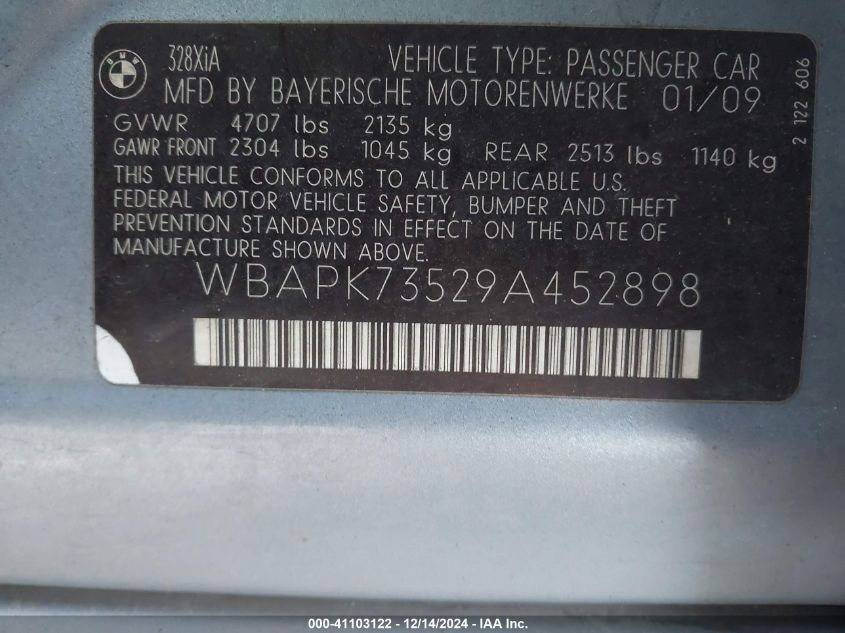 BMW
328XiA VEHICLE TYPE: PASSENGER CAR
MFD BY BAYERISCHE MOTORENWERKE 01/09
GVWR 4707 lbs 2135 kg
GAWR FRONT 2304 lbs 1045 kg REAR 2513 lbs 1140 kg
THIS VEHICLE CONFORMS TO ALL APPLICABLE U.S.
FEDERAL MOTOR VEHICLE SAFETY, BUMPER AND THEFT
PREVENTION STANDARDS IN EFFECT ON THE DATE OF
MANUFACTURE SHOWN ABOVE.
WBAPK73529A452898
2 122 606
000-41103122 - 12/14/2024 - IAA Inc.